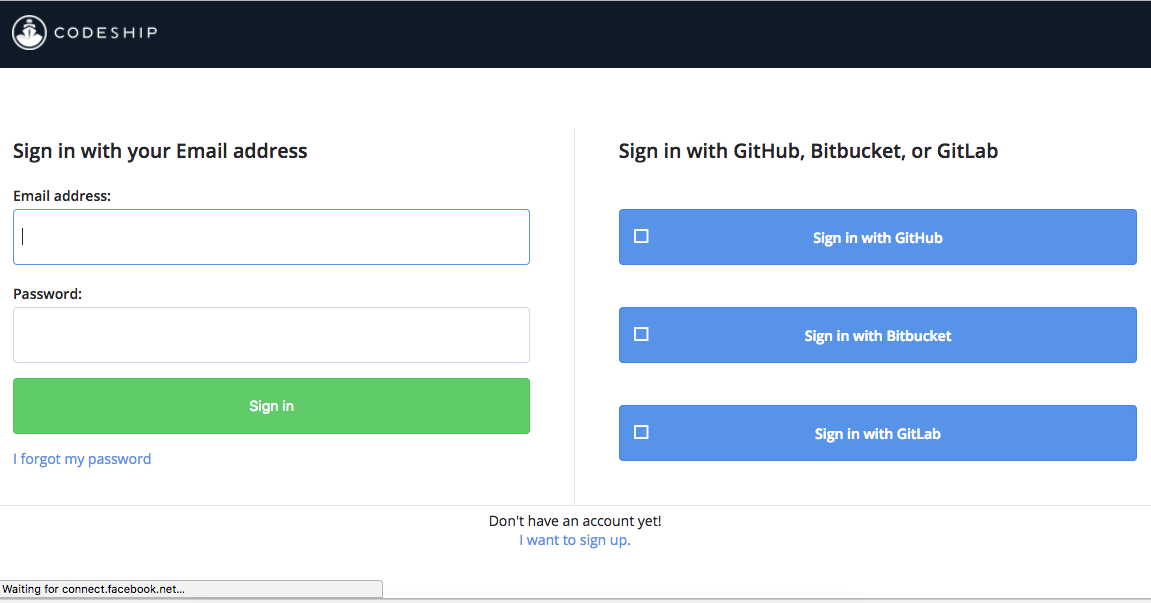 CODESHIP
Sign in with your Email address
Email address:
Password:
Sign in
I forgot my password
Sign in with GitHub, Bitbucket, or GitLab
Sign in with GitHub
Sign in with Bitbucket
Sign in with GitLab
Don't have an account yet!
I want to sign up.
Waiting for connect.facebook.net...